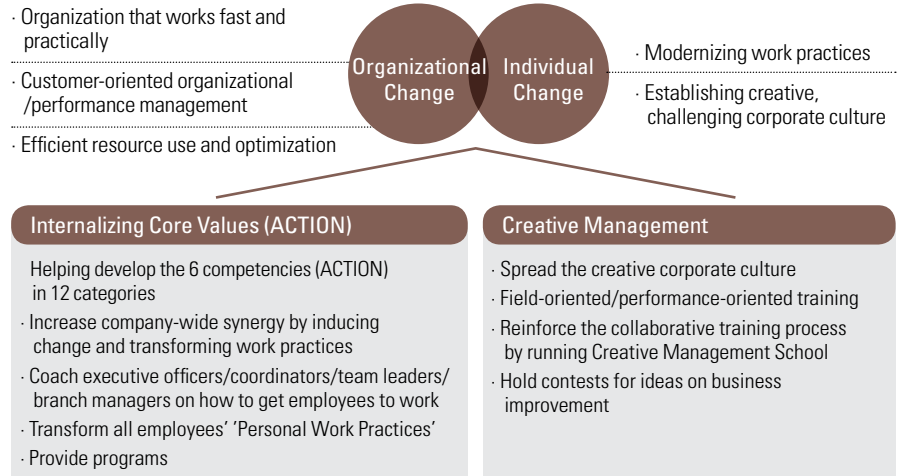 · Organization that works fast and
practically
· Customer-oriented organizational
/performance management
· Efficient resource use and optimization
Organizational
Change
Individual
Change
· Modernizing work practices
· Establishing creative,
challenging corporate culture
Internalizing Core Values (ACTION)
Helping develop the 6 competencies (ACTION)
in 12 categories
· Increase company-wide synergy by inducing
change and transforming work practices
· Coach executive officers/coordinators/team leaders/
branch managers on how to get employees to work
· Transform all employees’ ‘Personal Work Practices’
· Provide programs
Creative Management
· Spread the creative corporate culture
· Field-oriented/performance-oriented training
· Reinforce the collaborative training process
by running Creative Management School
· Hold contests for ideas on business
improvement